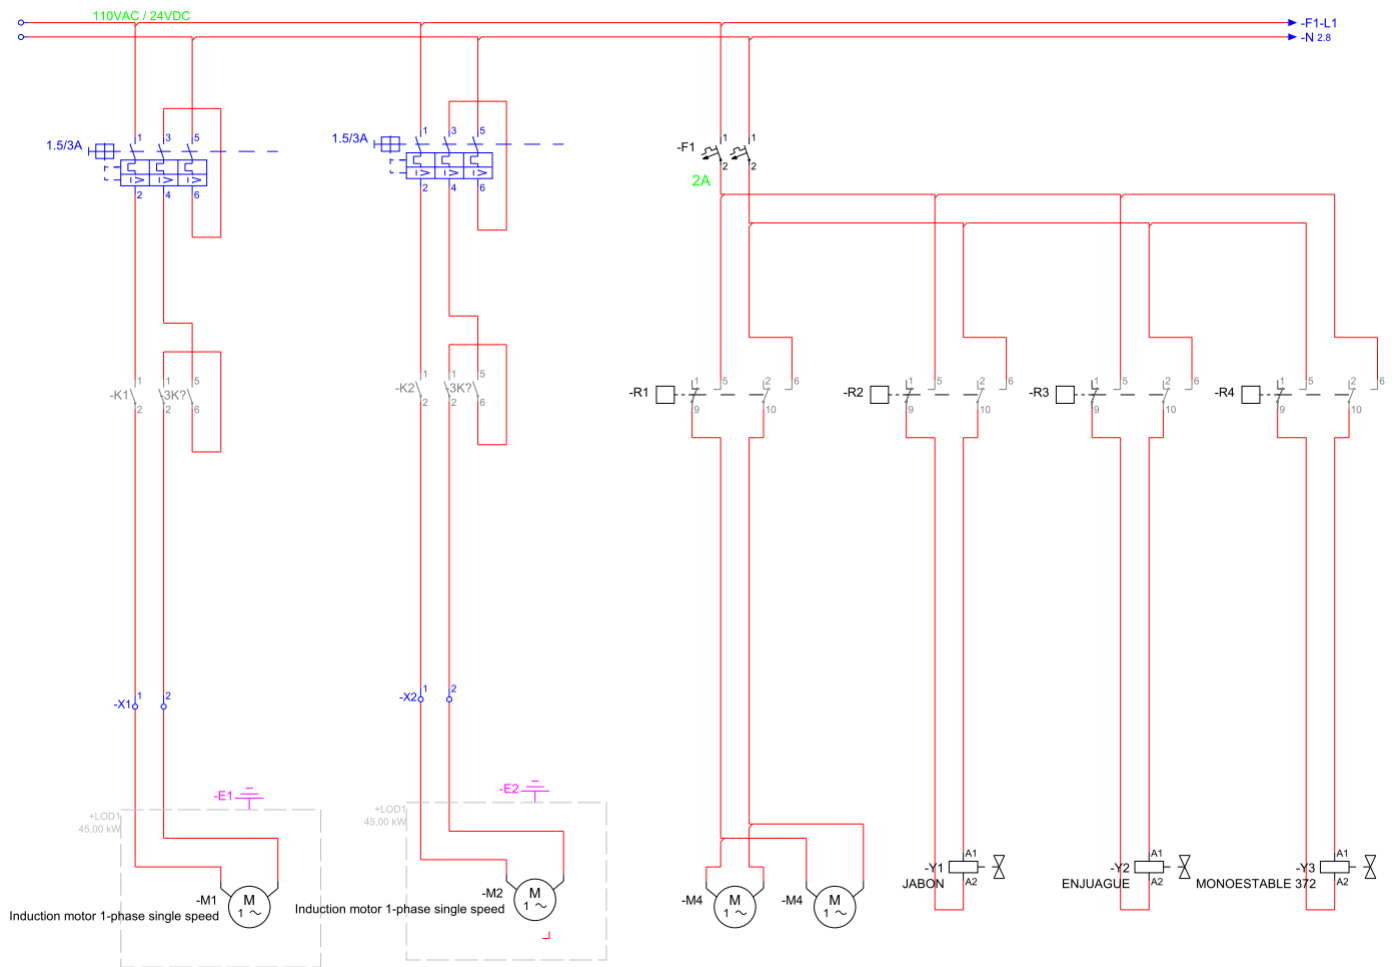 110VAC / 24VDC
-F1-L1
-N 2.8
1.5/3A
1 3 5
2 4 6
1.5/3A
1 3 5
2 4 6
-F1
1 1
2 2
2A
-K1
1 1 5
-3K?
2 2 6
-K2
1 1 5
-3K?
2 2 6
-R1
1 5 2 6
9 10
-R2
1 5 2 6
9 10
-R3
1 5 2 6
9 10
-R4
1 5 2 6
9 10
-X1
1 2
-X2
1 2
-E1
+LOD1
45,00 kW
-E2
+LOD1
45,00 kW
-M1
M
1 ~
Induction motor 1-phase single speed
-M2
M
1 ~
Induction motor 1-phase single speed
-M4
M
1 ~
-M4
M
1 ~
-Y1
A1
A2
JABON
-Y2
A1
A2
ENJUAGUE
-Y3
A1
A2
MONOESTABLE 372